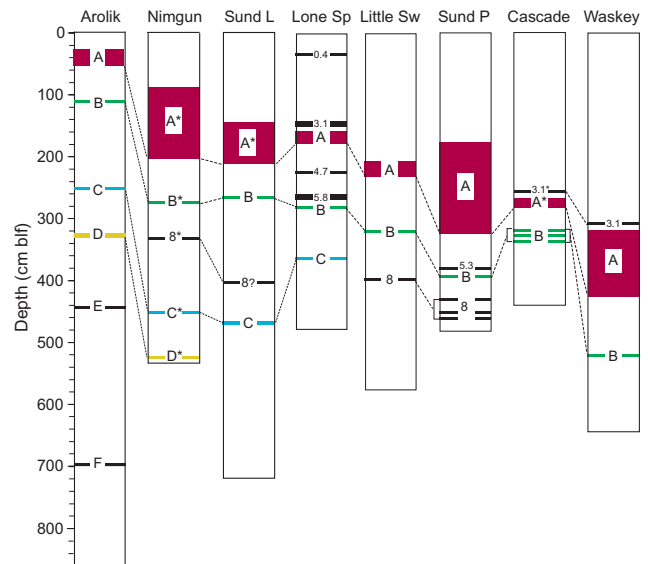 Arolik Nimgun Sund L Lone Sp Little Sw Sund P Cascade Waskey
Depth (cm blf)
0
100
200
300
400
500
600
700
800
A
B
C
D
E
F
A*
B*
8*
C*
D*
A*
B
8?
C
0.4
3.1
A
4.7
5.8
B
C
A
B
8
A
5.3
B
8
3.1*
A*
B
3.1
A
B